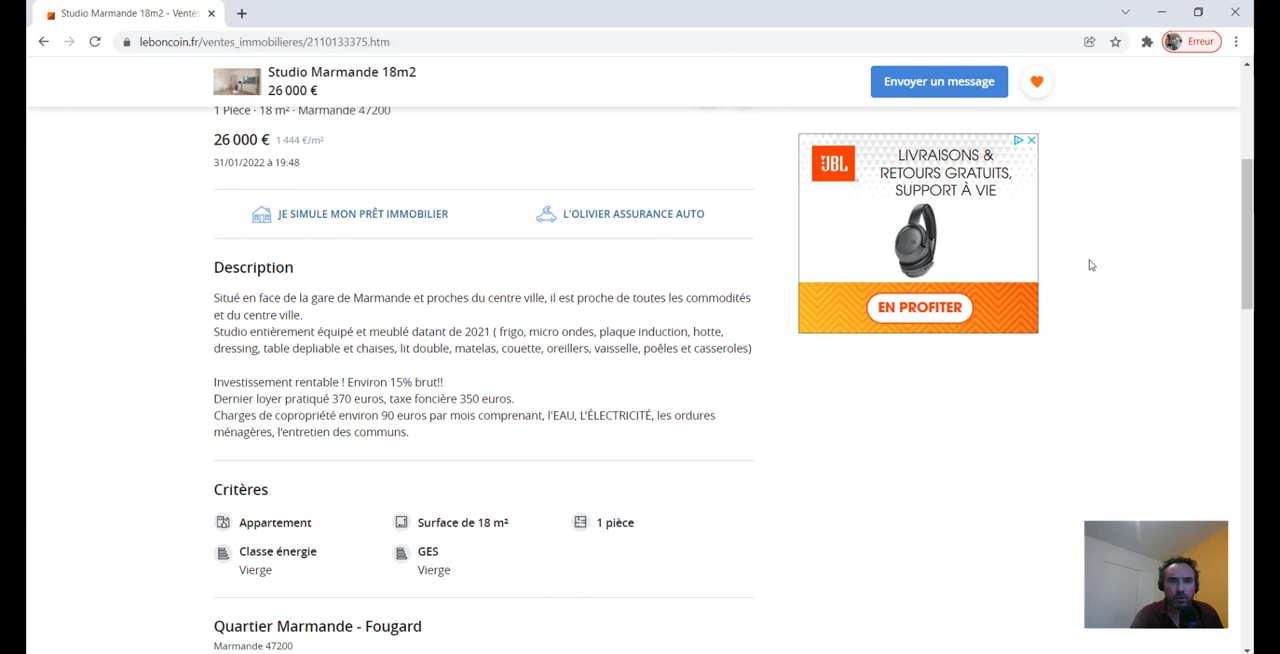 Studio Marmande 18m2 - Ventes
leboncoin.fr/ventes_immobilieres/2110133375.htm
Erreur
Studio Marmande 18m2
26 000 €
Envoyer un message
1 Pièce · 18 m² · Marmande 47200
26 000 € 1 444 €/m²
31/01/2022 à 19:48
JE SIMULE MON PRÊT IMMOBILIER
L'OLIVIER ASSURANCE AUTO
JBL
LIVRAISONS &
RETOURS GRATUITS,
SUPPORT À VIE
EN PROFITER
Description
Situé en face de la gare de Marmande et proches du centre ville, il est proche de toutes les commodités
et du centre ville.
Studio entièrement équipé et meublé datant de 2021 ( frigo, micro ondes, plaque induction, hotte,
dressing, table depliable et chaises, lit double, matelas, couette, oreillers, vaisselle, poêles et casseroles)
Investissement rentable ! Environ 15% brut!!
Dernier loyer pratiqué 370 euros, taxe foncière 350 euros.
Charges de copropriété environ 90 euros par mois comprenant, l'EAU, L'ÉLECTRICITÉ, les ordures
ménagères, l'entretien des communs.
Critères
Appartement
Surface de 18 m²
1 pièce
Classe énergie
Vierge
GES
Vierge
Quartier Marmande - Fougard
Marmande 47200